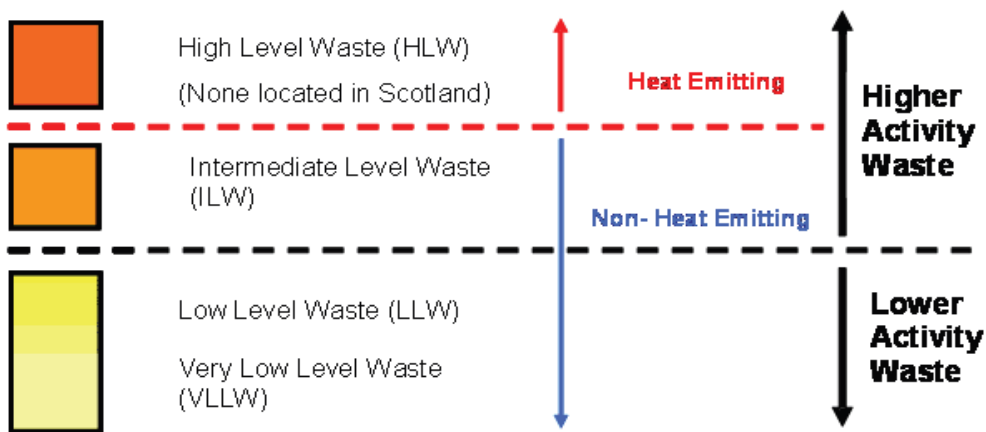 High Level Waste (HLW)
(None located in Scotland)
Heat Emitting
Higher
Activity
Waste
Intermediate Level Waste
(ILW)
Non- Heat Emitting
Low Level Waste (LLW)
Very Low Level Waste
(VLLW)
Lower
Activity
Waste